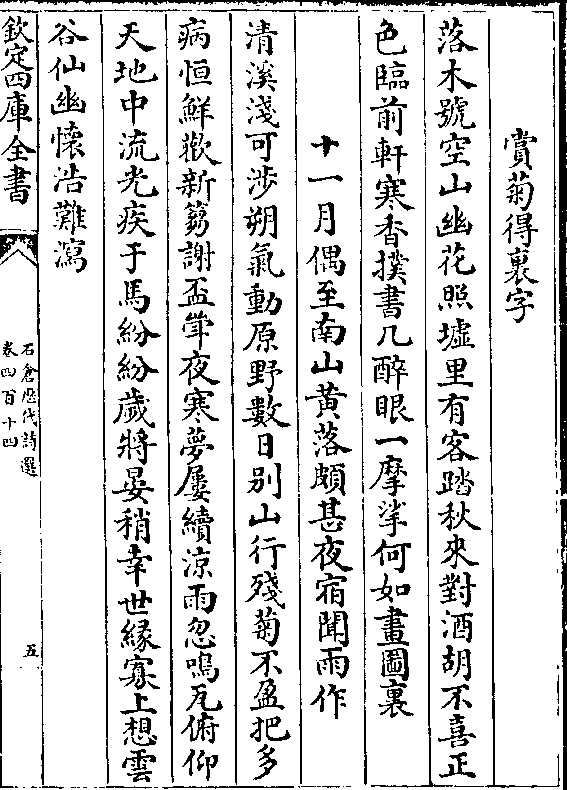 賞菊得裏字
落木號空山幽花照墟里有客踏秋來對酒胡不喜正
色臨前軒寒香撲書几醉眼一摩挲何如畫圖裏
十一月偶至南山黃落頗甚夜宿聞雨作
清溪淺可涉朔氣動原野數日別山行殘菊不盈把多
病恒鮮歡新蒭謝盃斝夜寒夢屢續涼雨忽鳴瓦俯仰
天地中流光疾于馬紛紛歲將晏稍幸世緣寡上想雲
谷仙幽懷浩難瀉
欽定四庫全書
石倉歷代詩選
卷四百十四
五